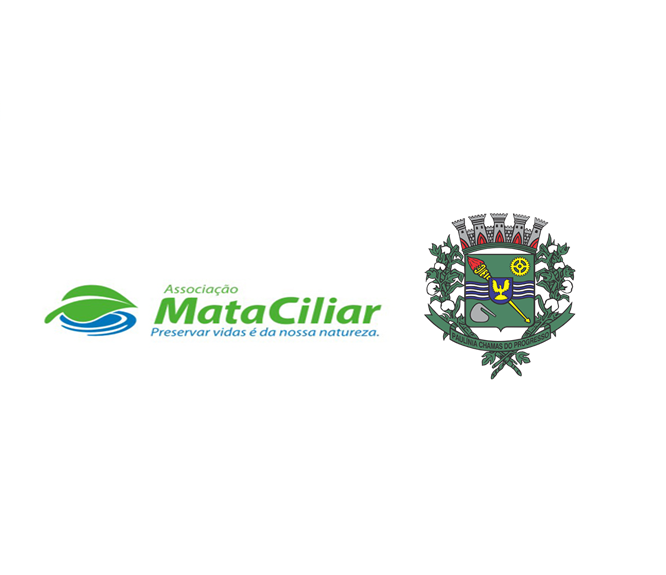 Associação
MataCiliar
Preservar vidas é da nossa natureza.
PAULÍNIA CHAMAS DO PROGRESSO